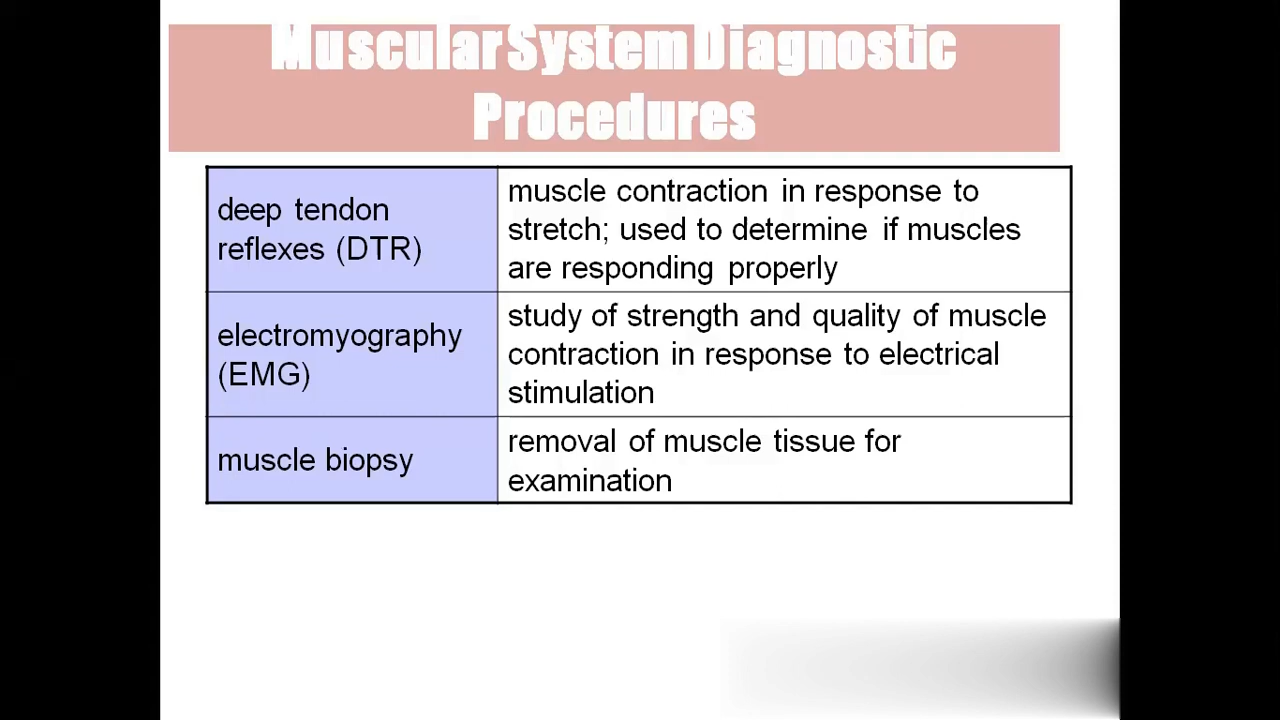 Muscular System Diagnostic
Procedures
deep tendon
reflexes (DTR)
muscle contraction in response to
stretch; used to determine if muscles
are responding properly
electromyography
(EMG)
study of strength and quality of muscle
contraction in response to electrical
stimulation
muscle biopsy
removal of muscle tissue for
examination